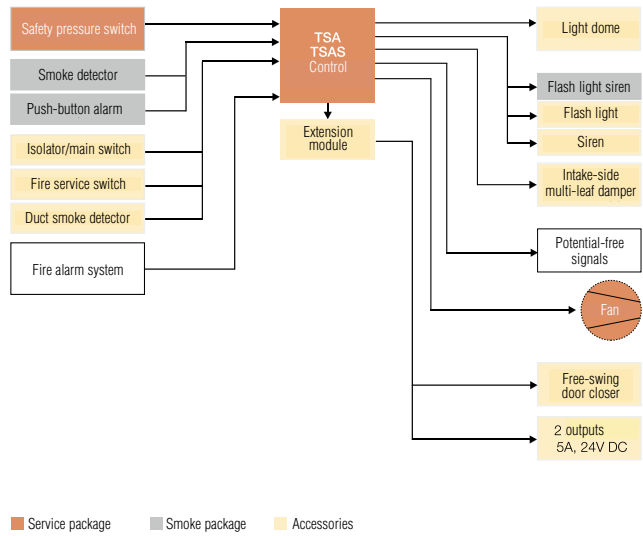 Safety pressure switch
Smoke detector
Push-button alarm
Isolator/main switch
Fire service switch
Duct smoke detector
Fire alarm system
TSA
TSAS
Control
Extension
module
Light dome
Flash light siren
Flash light
Siren
Intake-side
multi-leaf damper
Potential-free
signals
Fan
Free-swing
door closer
2 outputs
5A, 24V DC
Service package
Smoke package
Accessories